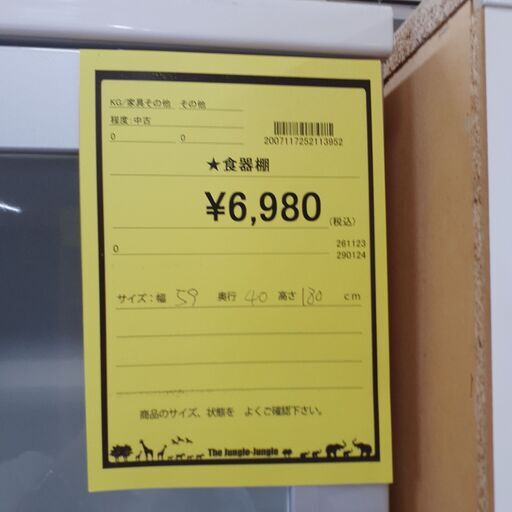 KG/家具その他 その他
程度:中古
0 0
2007117252113952
★食器棚
¥6,980(税込)
0 261123
290124
サイズ:幅 59 奥行 40 高さ 180 cm
商品のサイズ、状態を よくご確認下さい。
The Jungle-Jungle